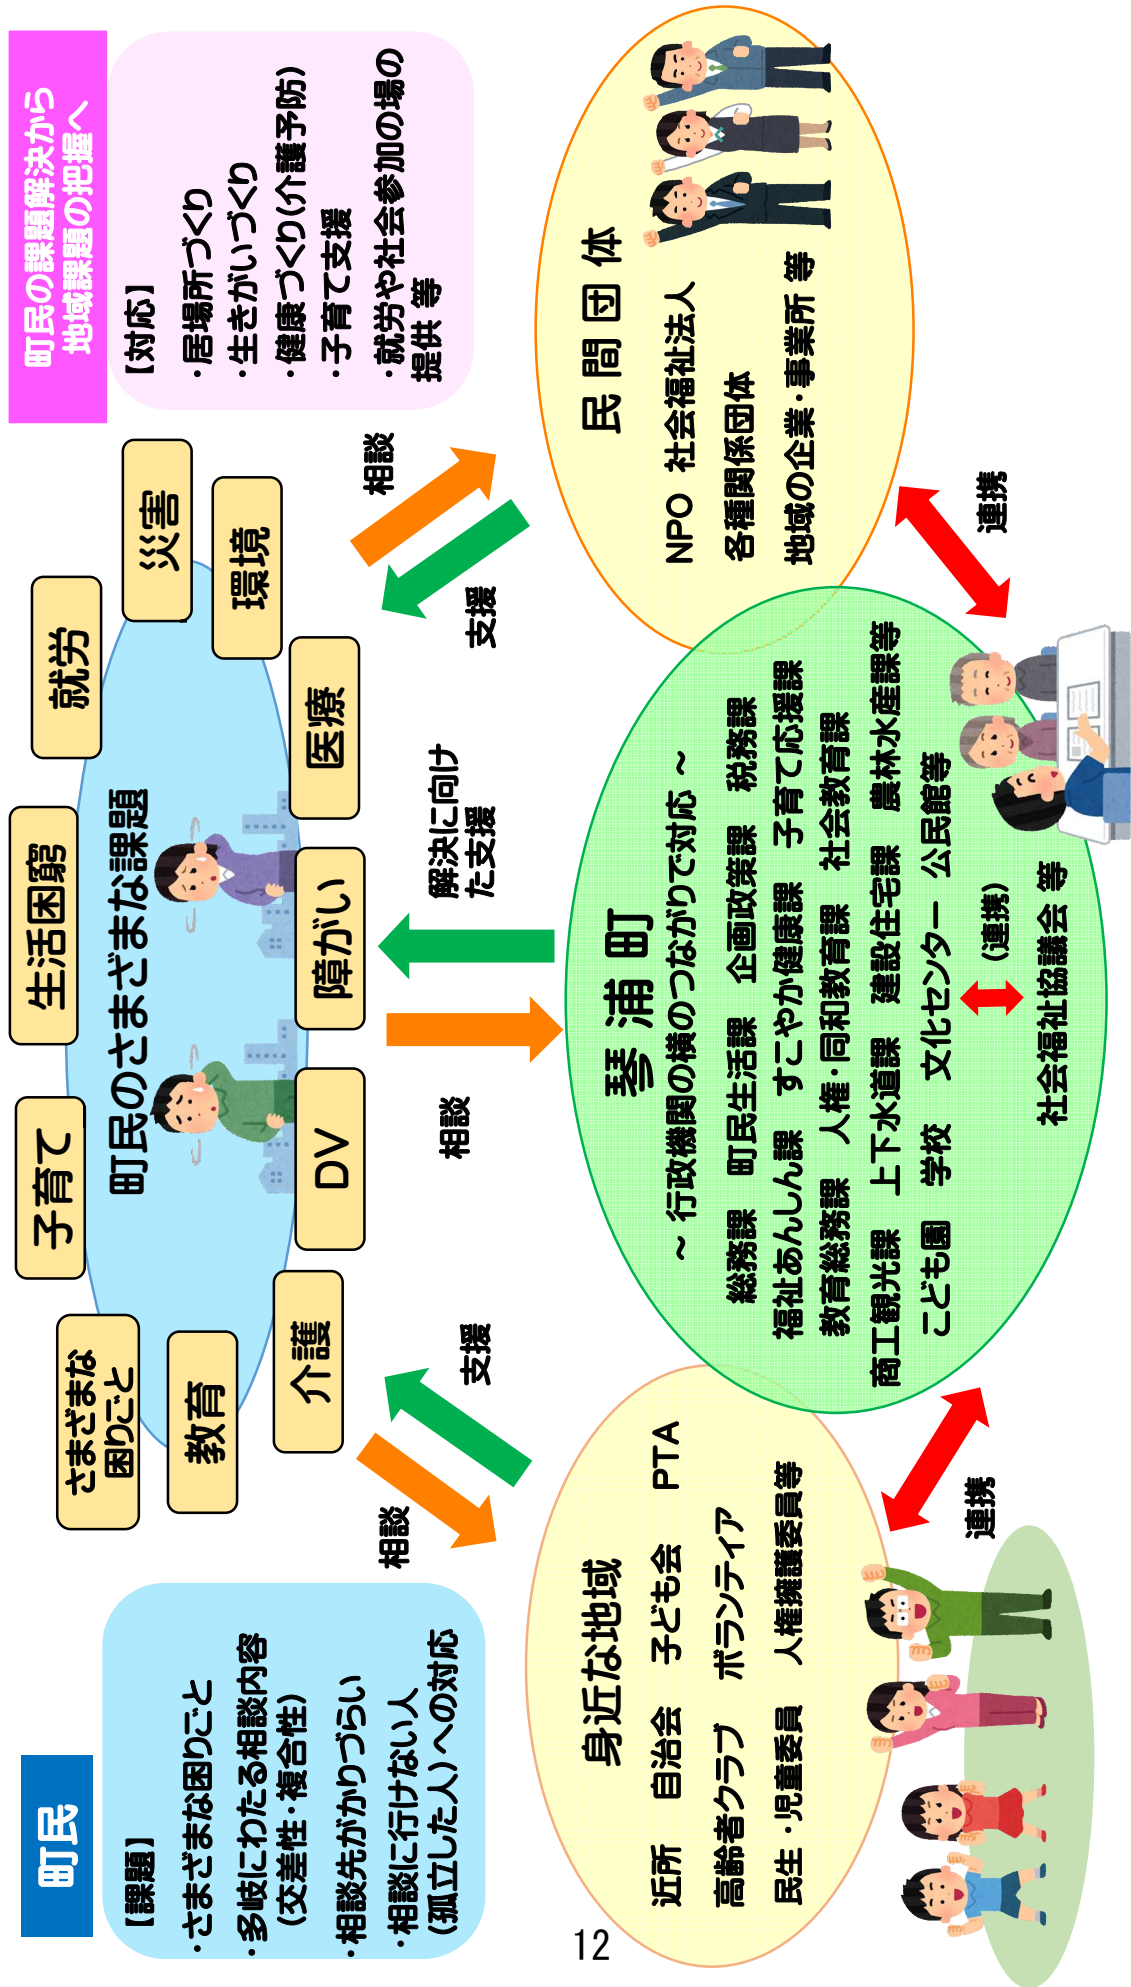 町民
【課題】
・さまざまな困りごと
・多岐にわたる相談内容
（交差性・複合性）
・相談先がかりづらい
・相談に行けない人
（孤立した人）への対応
町民の課題解決から
地域課題の把握へ
【対応】
・居場所づくり
・生きがいづくり
・健康づくり（介護予防）
・子育て支援
・就労や社会参加の場の
提供 等
町民のさまざまな課題
さまざまな
困りごと
子育て
生活困窮
就労
災害
教育
介護
DV
障がい
医療
環境
相談
支援
相談
解決に向け
た支援
支援
相談
身近な地域
近所 自治会 子ども会 PTA
高齢者クラブ ボランティア
民生・児童委員 人権擁護委員等
琴浦町
～行政機関の横のつながりで対応～
総務課 町民生活課 企画政策課 税務課
福祉あんしん課 すこやか健康課 子育て応援課
教育総務課 人権・同和教育課 社会教育課
商工観光課 上下水道課 建設住宅課 農林水産課等
こども園 学校 文化センター 公民館等
（連携）
社会福祉協議会 等
民間団体
NPO 社会福祉法人
各種関係団体
地域の企業・事業所 等
連携
連携
12